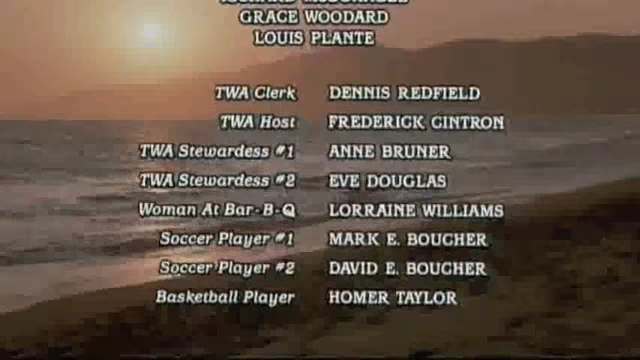 GRACE WOODARD
LOUIS PLANTE
TWA Clerk DENNIS REDFIELD
TWA Host FREDERICK CINTRON
TWA Stewardess #1 ANNE BRUNER
TWA Stewardess #2 EVE DOUGLAS
Woman At Bar-B-Q LORRAINE WILLIAMS
Soccer Player #1 MARK E. BOUCHER
Soccer Player #2 DAVID E. BOUCHER
Basketball Player HOMER TAYLOR